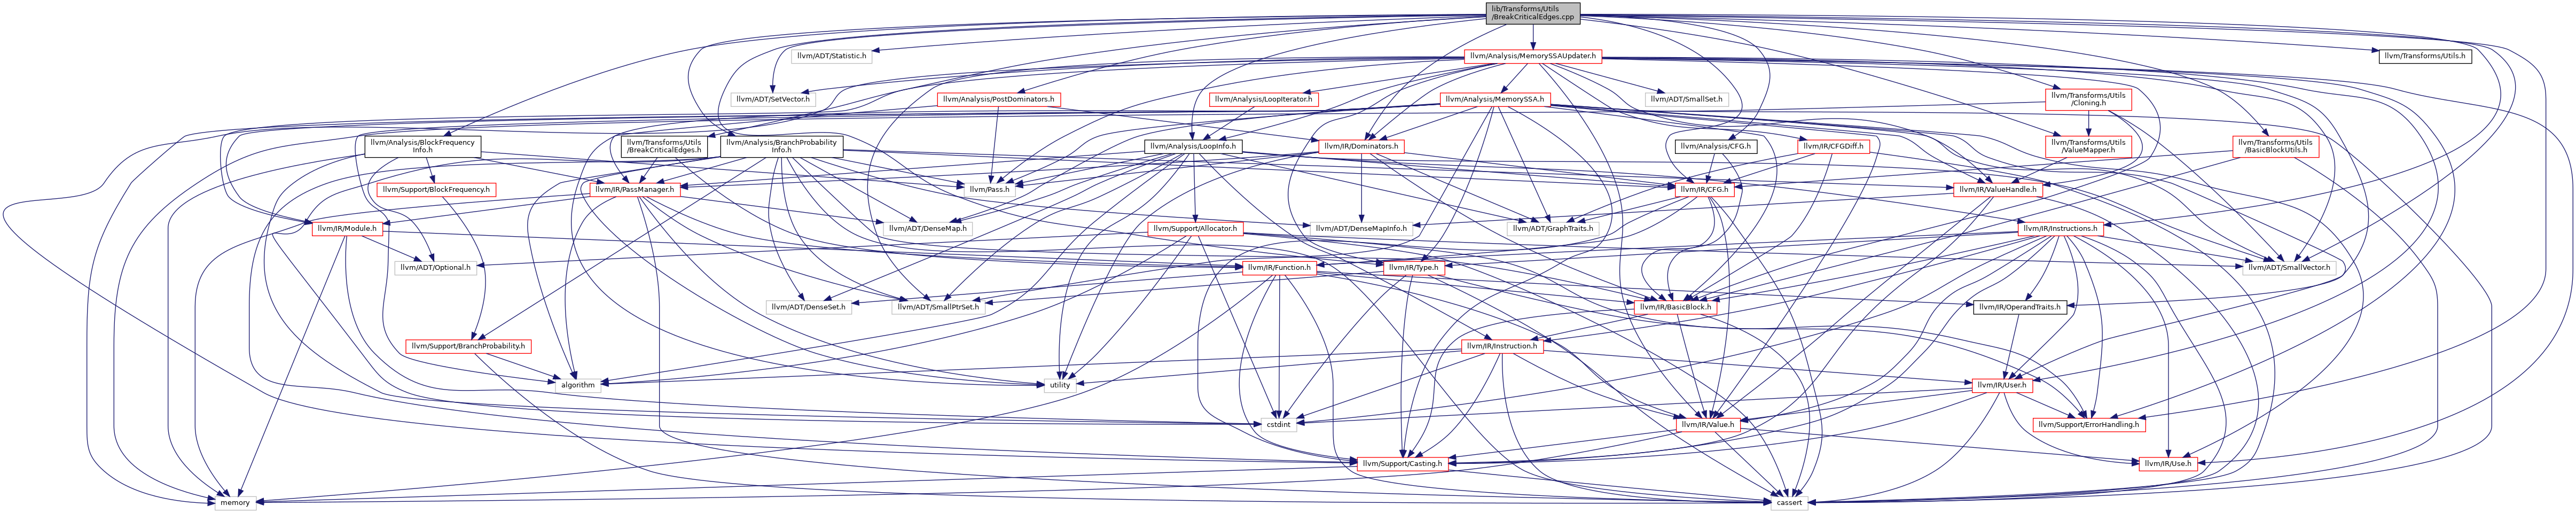 lib/Transforms/Utils
/BreakCriticalEdges.cpp
llvm/ADT/Statistic.h
llvm/Analysis/MemorySSAUpdater.h
llvm/Transforms/Utils.h
llvm/ADT/SetVector.h
llvm/Analysis/PostDominators.h
llvm/Analysis/LoopIterator.h
llvm/Analysis/MemorySSA.h
llvm/ADT/SmallSet.h
llvm/Transforms/Utils
/Cloning.h
llvm/Analysis/BlockFrequency
Info.h
llvm/Transforms/Utils
/BreakCriticalEdges.h
llvm/Analysis/BranchProbability
Info.h
llvm/Analysis/LoopInfo.h
llvm/IR/Dominators.h
llvm/Analysis/CFG.h
llvm/IR/CFGDiff.h
llvm/Transforms/Utils
/ValueMapper.h
llvm/Transforms/Utils
/BasicBlockUtils.h
llvm/Support/BlockFrequency.h
llvm/IR/PassManager.h
llvm/Pass.h
llvm/IR/CFG.h
llvm/IR/ValueHandle.h
llvm/IR/Module.h
llvm/ADT/DenseMap.h
llvm/Support/Allocator.h
llvm/ADT/DenseMapInfo.h
llvm/ADT/GraphTraits.h
llvm/IR/Instructions.h
llvm/ADT/Optional.h
llvm/IR/Function.h
llvm/IR/Type.h
llvm/ADT/SmallVector.h
llvm/ADT/DenseSet.h
llvm/ADT/SmallPtrSet.h
llvm/IR/BasicBlock.h
llvm/IR/OperandTraits.h
llvm/Support/BranchProbability.h
llvm/IR/Instruction.h
algorithm
utility
llvm/IR/User.h
cstdint
llvm/IR/Value.h
llvm/Support/ErrorHandling.h
llvm/Support/Casting.h
llvm/IR/Use.h
memory
cassert